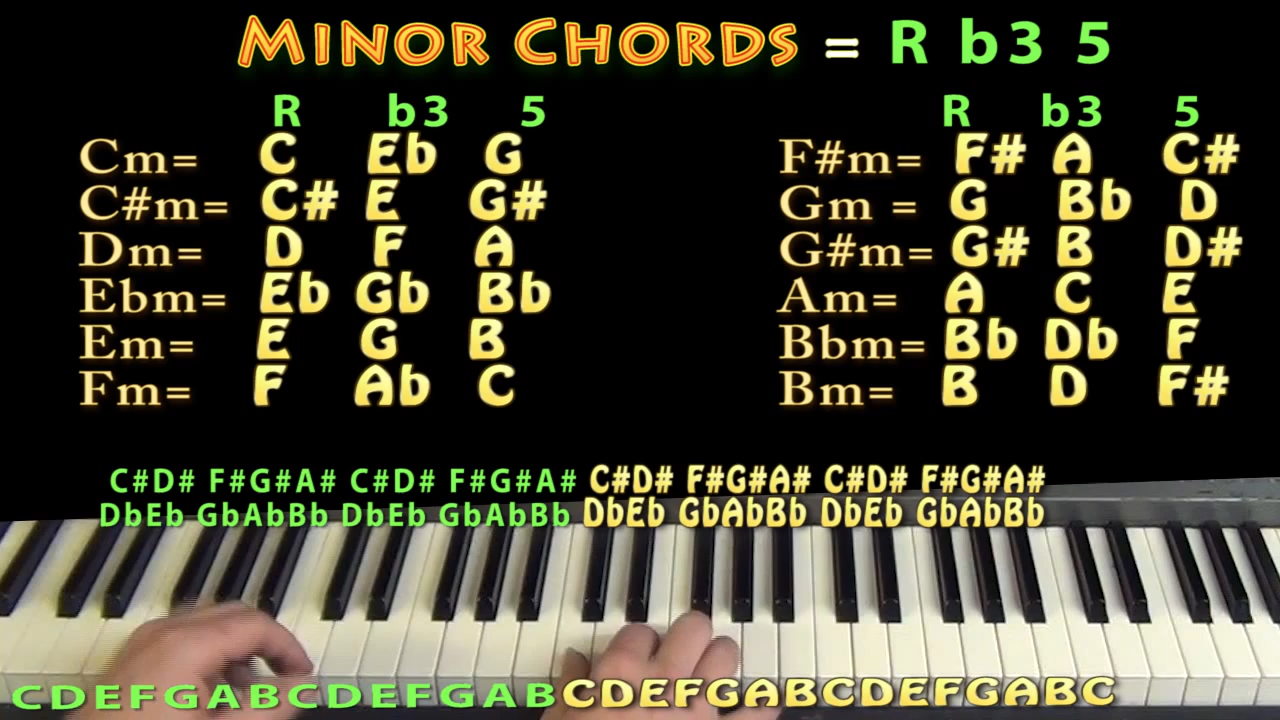 MINOR CHORDS = R b3 5
R b3 5
Cm= C Eb G
C#m= C# E G#
Dm= D F A
Ebm= Eb Gb Bb
Em= E G B
Fm= F Ab C
R b3 5
F#m= F# A C#
Gm = G Bb D
G#m= G# B D#
Am= A C E
Bbm= Bb Db F
Bm= B D F#
C#D# F#G#A# C#D# F#G#A# C#D# F#G#A# C#D# F#G#A#
DbEb GbAbBb DbEb GbAbBb DbEb GbAbBb DbEb GbAbBb
CDEFGABCDEFGABCDEFGABCDEFGABC